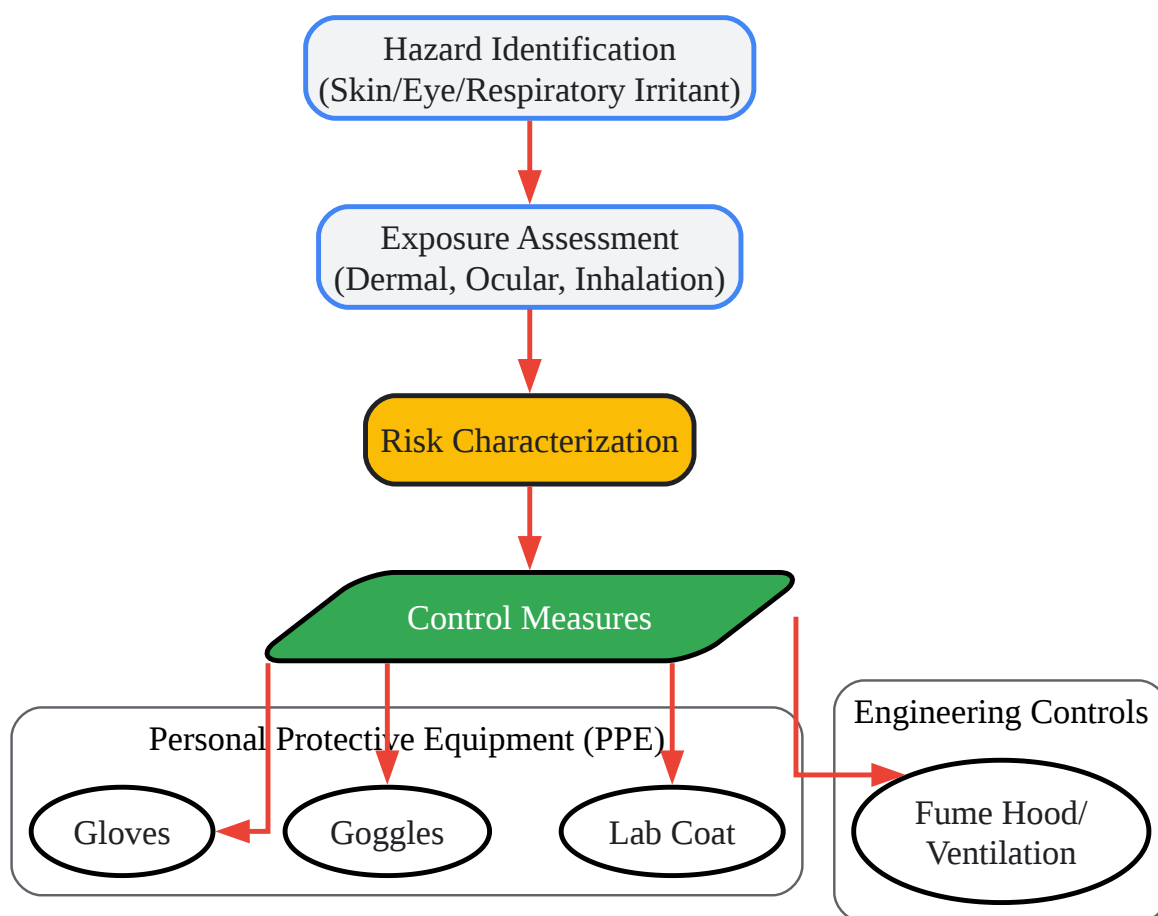 Hazard Identification
(Skin/Eye/Respiratory Irritant)
Exposure Assessment
(Dermal, Ocular, Inhalation)
Risk Characterization
Control Measures
Personal Protective Equipment (PPE)
Engineering Controls
Gloves
Goggles
Lab Coat
Fume Hood/
Ventilation